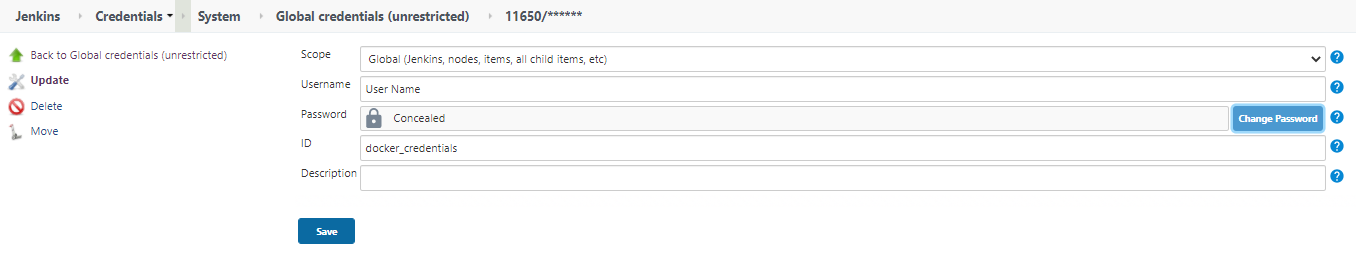 Jenkins Credentials System Global credentials (unrestricted) 11650/******
Back to Global credentials (unrestricted)
Update
Delete
Move
Scope Global (Jenkins, nodes, items, all child items, etc) ?
Username User Name ?
Password Concealed Change Password ?
ID docker_credentials ?
Description ?
Save